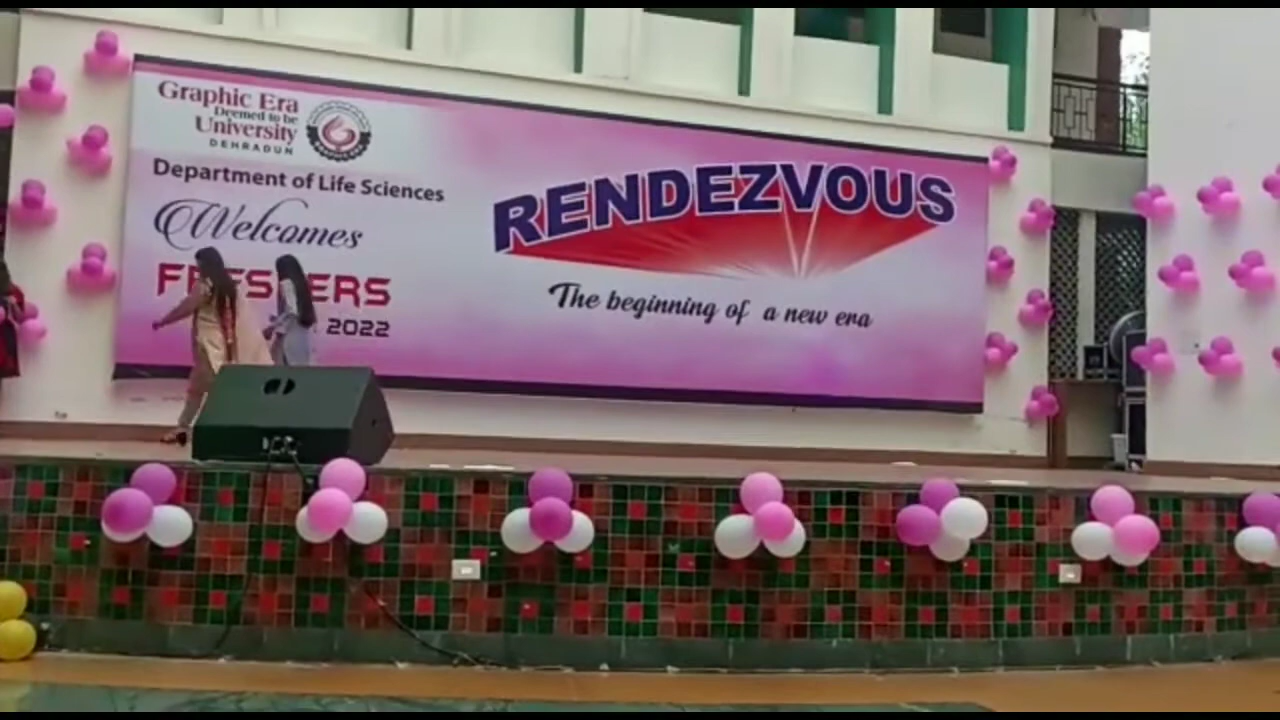 Graphic Era
Deemed to be
University
DEHRADUN
Department of Life Sciences
Welcomes
2022
RENDEZVOUS
The beginning of a new era